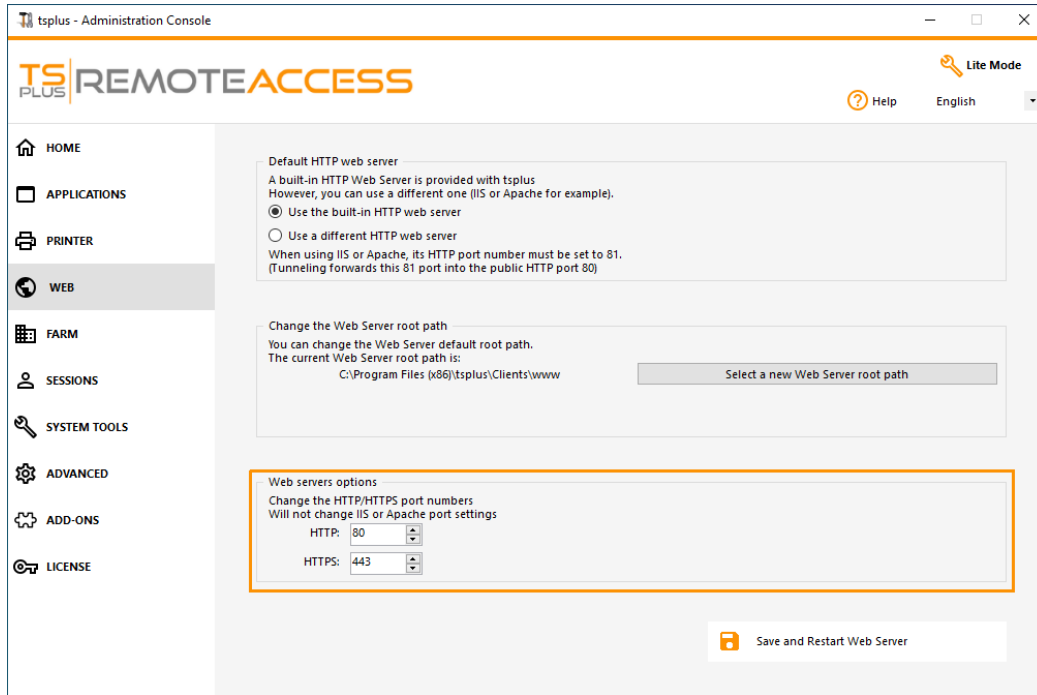 tsplus - Administration Console
TS PLUS REMOTEACCESS
Lite Mode
Help
English
HOME
APPLICATIONS
PRINTER
WEB
FARM
SESSIONS
SYSTEM TOOLS
ADVANCED
ADD-ONS
LICENSE
Default HTTP web server
A built-in HTTP Web Server is provided with tsplus
However, you can use a different one (IIS or Apache for example).
Use the built-in HTTP web server
Use a different HTTP web server
When using IIS or Apache, its HTTP port number must be set to 81.
(Tunneling forwards this 81 port into the public HTTP port 80)
Change the Web Server root path
You can change the Web Server default root path.
The current Web Server root path is:
C:\Program Files (x86)\tsplus\Clients\www
Select a new Web Server root path
Web servers options
Change the HTTP/HTTPS port numbers
Will not change IIS or Apache port settings
HTTP: 80
HTTPS: 443
Save and Restart Web Server